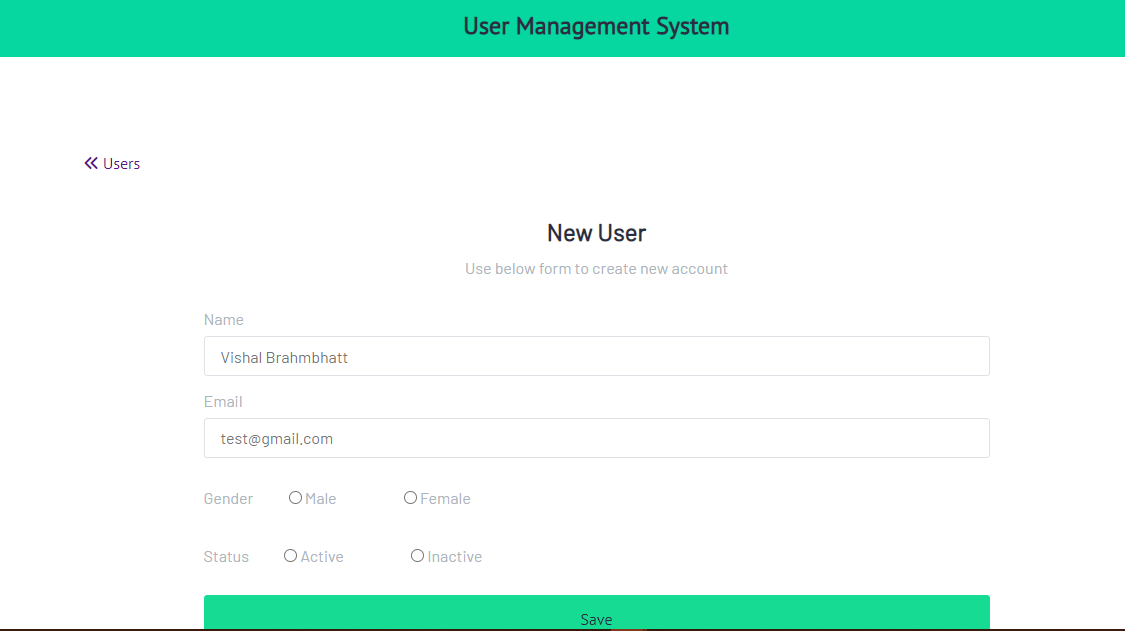 User Management System
Users
New User
Use below form to create new account
Name
Vishal Brahmbhatt
Email
test@gmail.com
Gender Male Female
Status Active Inactive
Save